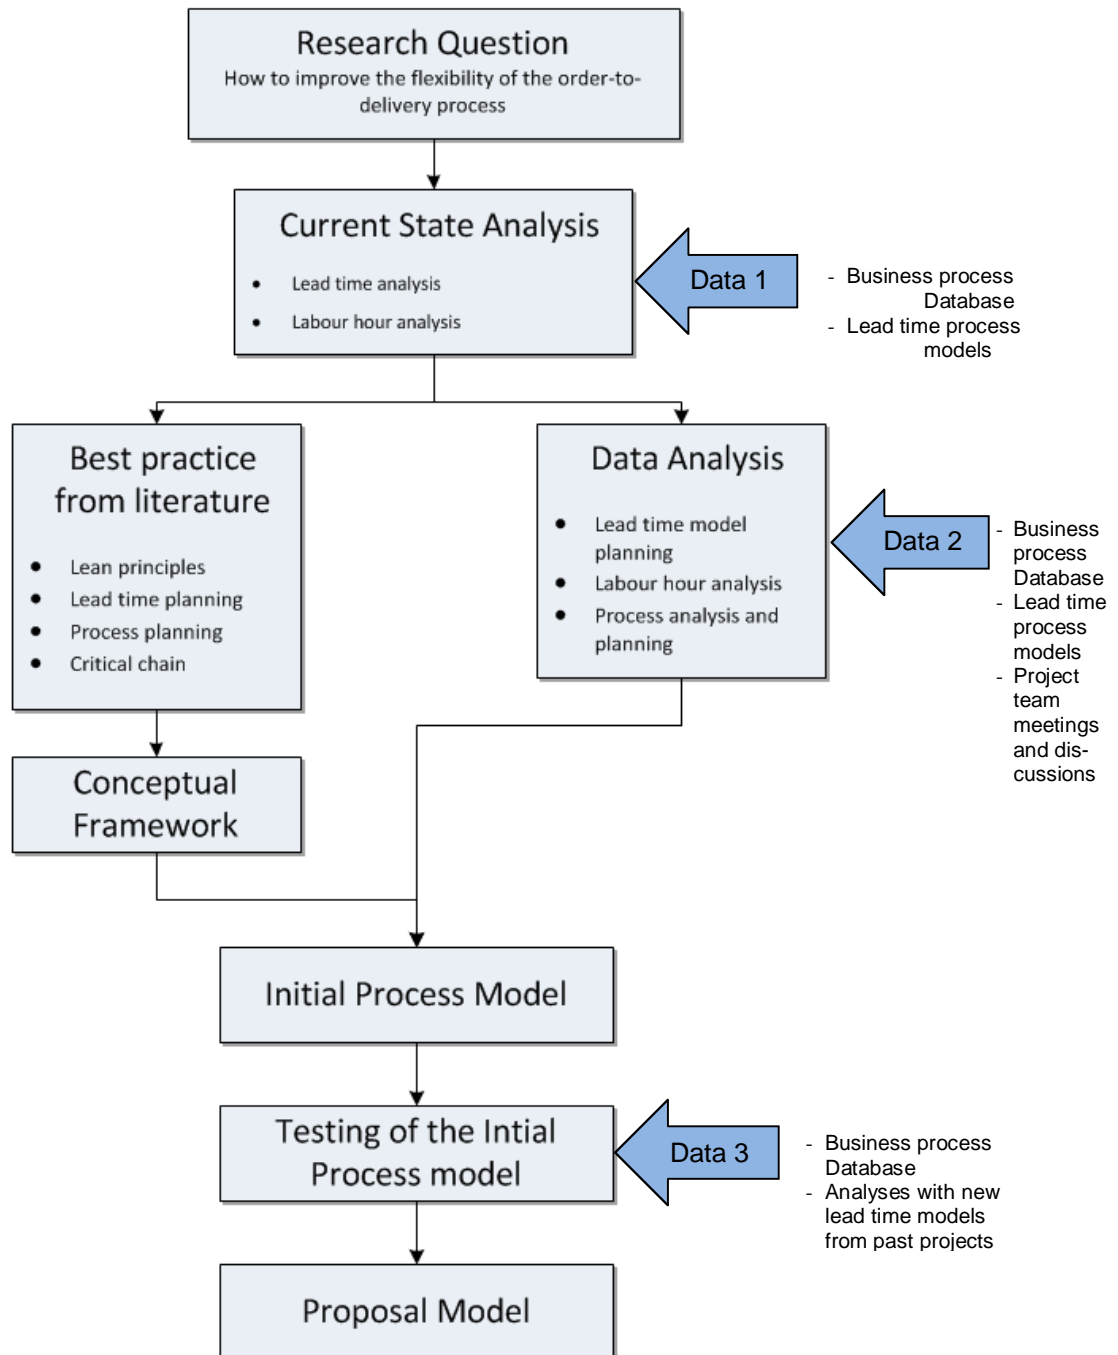 Research Question
How to improve the flexibility of the order-to-
delivery process
Current State Analysis
• Lead time analysis
• Labour hour analysis
Data 1
- Business process
Database
- Lead time process
models
Best practice
from literature
• Lean principles
• Lead time planning
• Process planning
• Critical chain
Data Analysis
• Lead time model
planning
• Labour hour analysis
• Process analysis and
planning
Data 2
- Business
process
Database
- Lead time
process
models
- Project
team
meetings
and dis-
cussions
Conceptual
Framework
Initial Process Model
Testing of the Intial
Process model
Data 3
- Business process
Database
- Analyses with new
lead time models
from past projects
Proposal Model